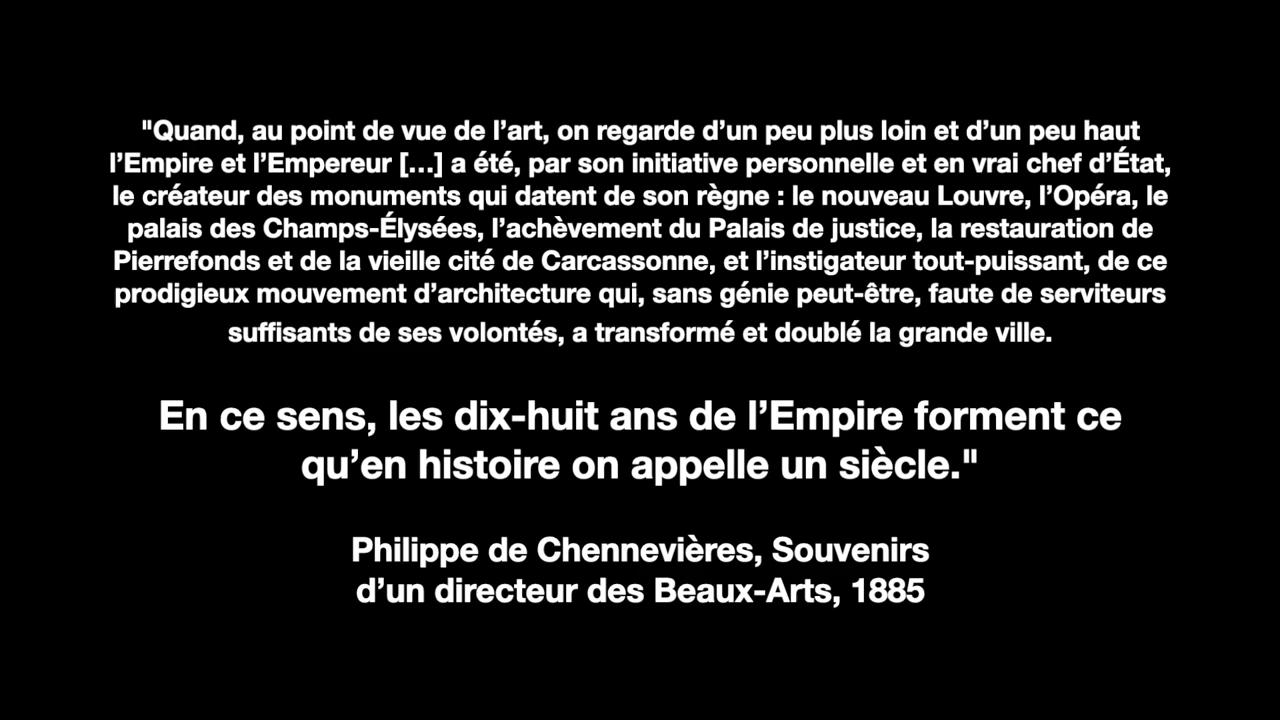 "Quand, au point de vue de l’art, on regarde d’un peu plus loin et d’un peu haut
l’Empire et l’Empereur […] a été, par son initiative personnelle et en vrai chef d’État,
le créateur des monuments qui datent de son règne : le nouveau Louvre, l’Opéra, le
palais des Champs-Élysées, l’achèvement du Palais de justice, la restauration de
Pierrefonds et de la vieille cité de Carcassonne, et l’instigateur tout-puissant, de ce
prodigieux mouvement d’architecture qui, sans génie peut-être, faute de serviteurs
suffisants de ses volontés, a transformé et doublé la grande ville.
En ce sens, les dix-huit ans de l’Empire forment ce
qu’en histoire on appelle un siècle."
Philippe de Chennevières, Souvenirs
d’un directeur des Beaux-Arts, 1885